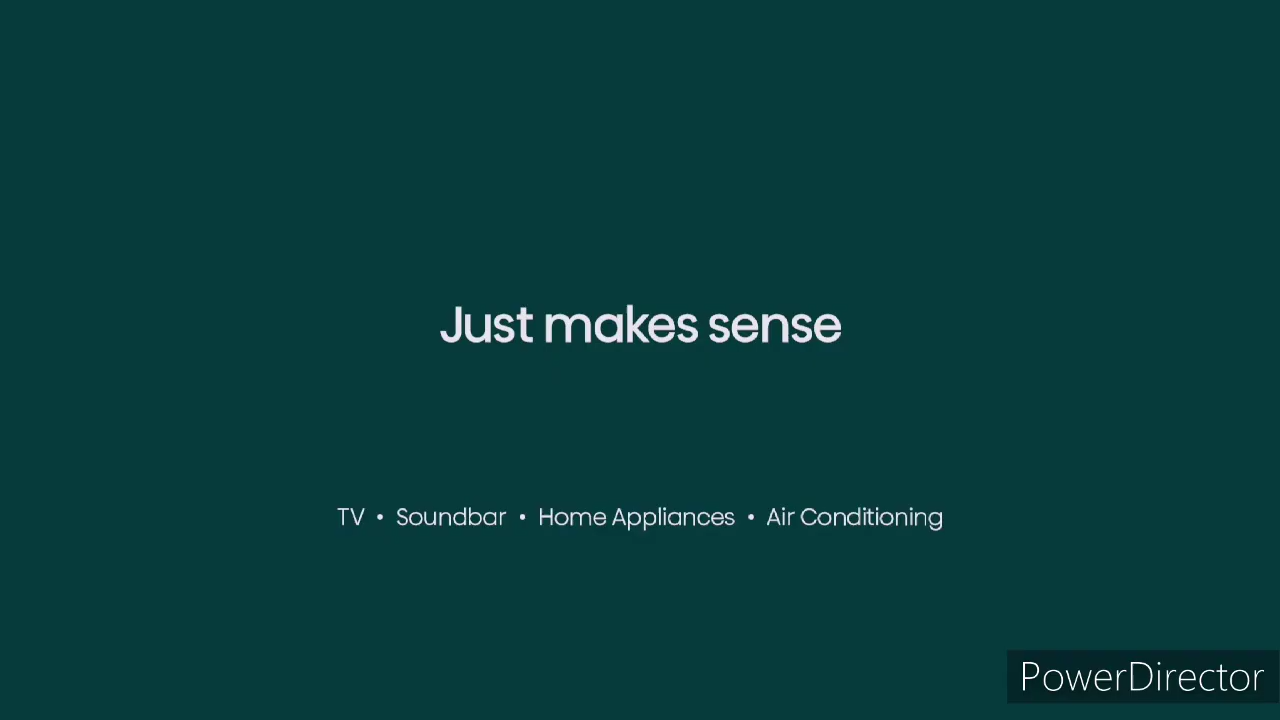 Just makes sense
TV • Soundbar • Home Appliances • Air Conditioning
PowerDirector